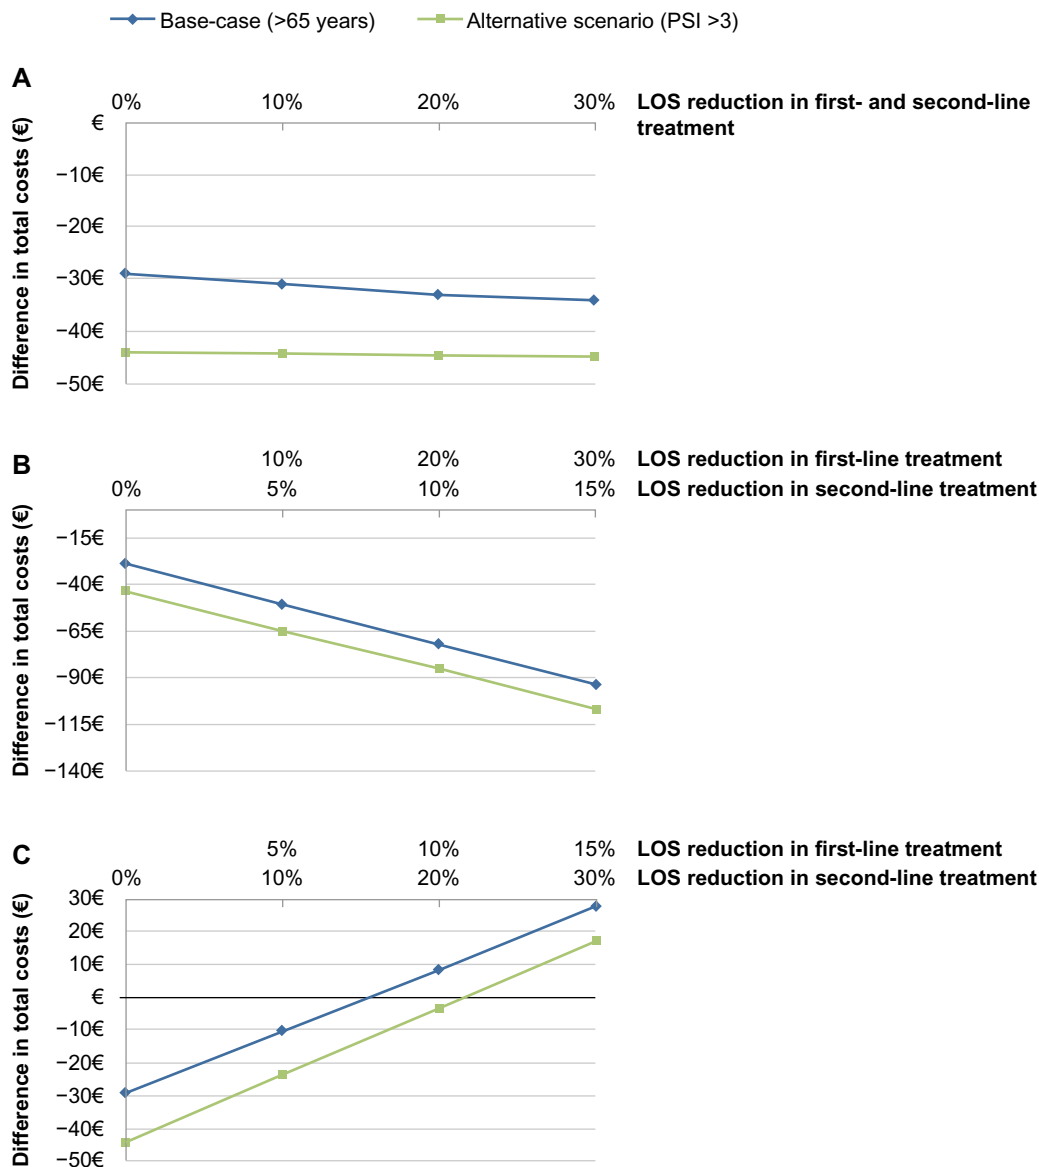 Base-case (>65 years) Alternative scenario (PSI >3)
A
0% 10% 20% 30% LOS reduction in first- and second-line
treatment
Difference in total costs (€)
€
−10€
−20€
−30€
−40€
−50€
B
10% 20% 30% LOS reduction in first-line treatment
0% 5% 10% 15% LOS reduction in second-line treatment
Difference in total costs (€)
−15€
−40€
−65€
−90€
−115€
−140€
C
5% 10% 15% LOS reduction in first-line treatment
0% 10% 20% 30% LOS reduction in second-line treatment
Difference in total costs (€)
30€
20€
10€
€
−10€
−20€
−30€
−40€
−50€